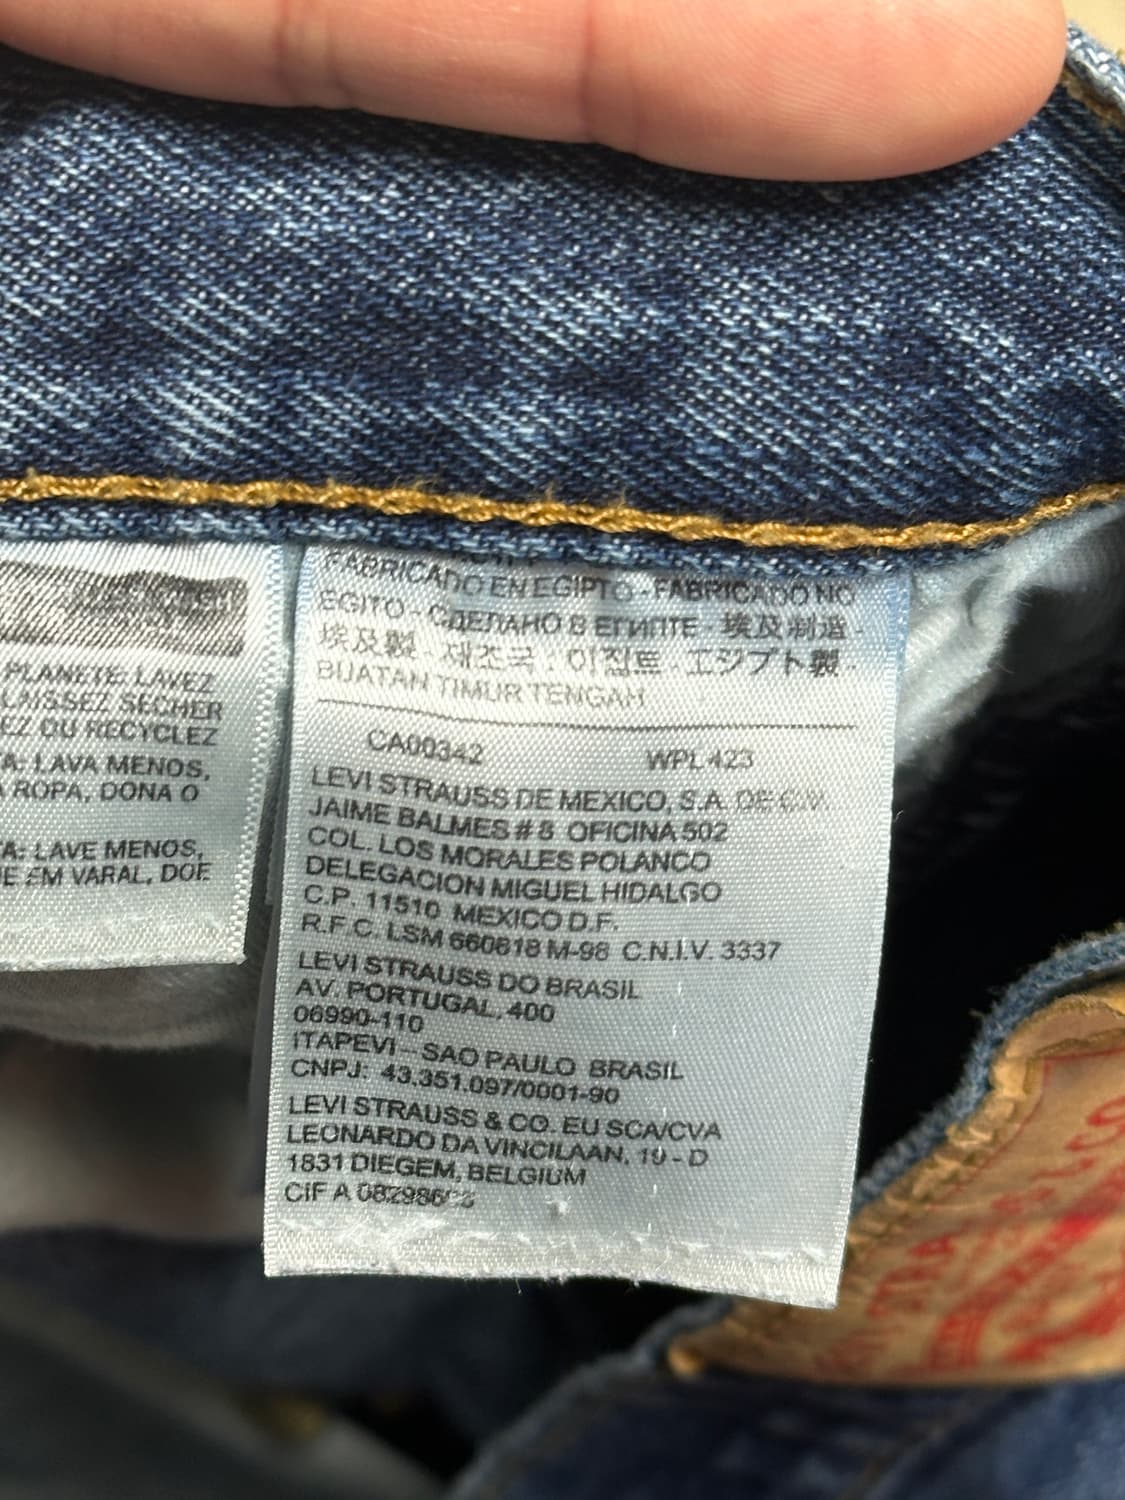 PLANETE: LAVEZ
LAISSEZ SECHER
EZ OU RECYCLEZ
A: LAVA MENOS,
ROPA, DONA O
A: LAVE MENOS,
E EM VARAL, DOE
FABRICADO EN EGIPTO - FABRICADO NO
EGITO - СДЕЛАНО В ЕГИПТЕ - 埃及制造 -
埃及製 - 제조국 : 이집트 - エジプト製 -
BUATAN TIMUR TENGAH
CA00342 WPL 423
LEVI STRAUSS DE MEXICO, S.A. DE C.V.
JAIME BALMES # 8 OFICINA 502
COL. LOS MORALES POLANCO
DELEGACION MIGUEL HIDALGO
C.P. 11510 MEXICO D.F.
R.F.C. LSM 660818 M-98 C.N.I.V. 3337
LEVI STRAUSS DO BRASIL
AV. PORTUGAL, 400
06990-110
ITAPEVI - SAO PAULO BRASIL
CNPJ: 43.351.097/0001-90
LEVI STRAUSS & CO. EU SCA/CVA
LEONARDO DA VINCILAAN, 19 - D
1831 DIEGEM, BELGIUM
CIF A